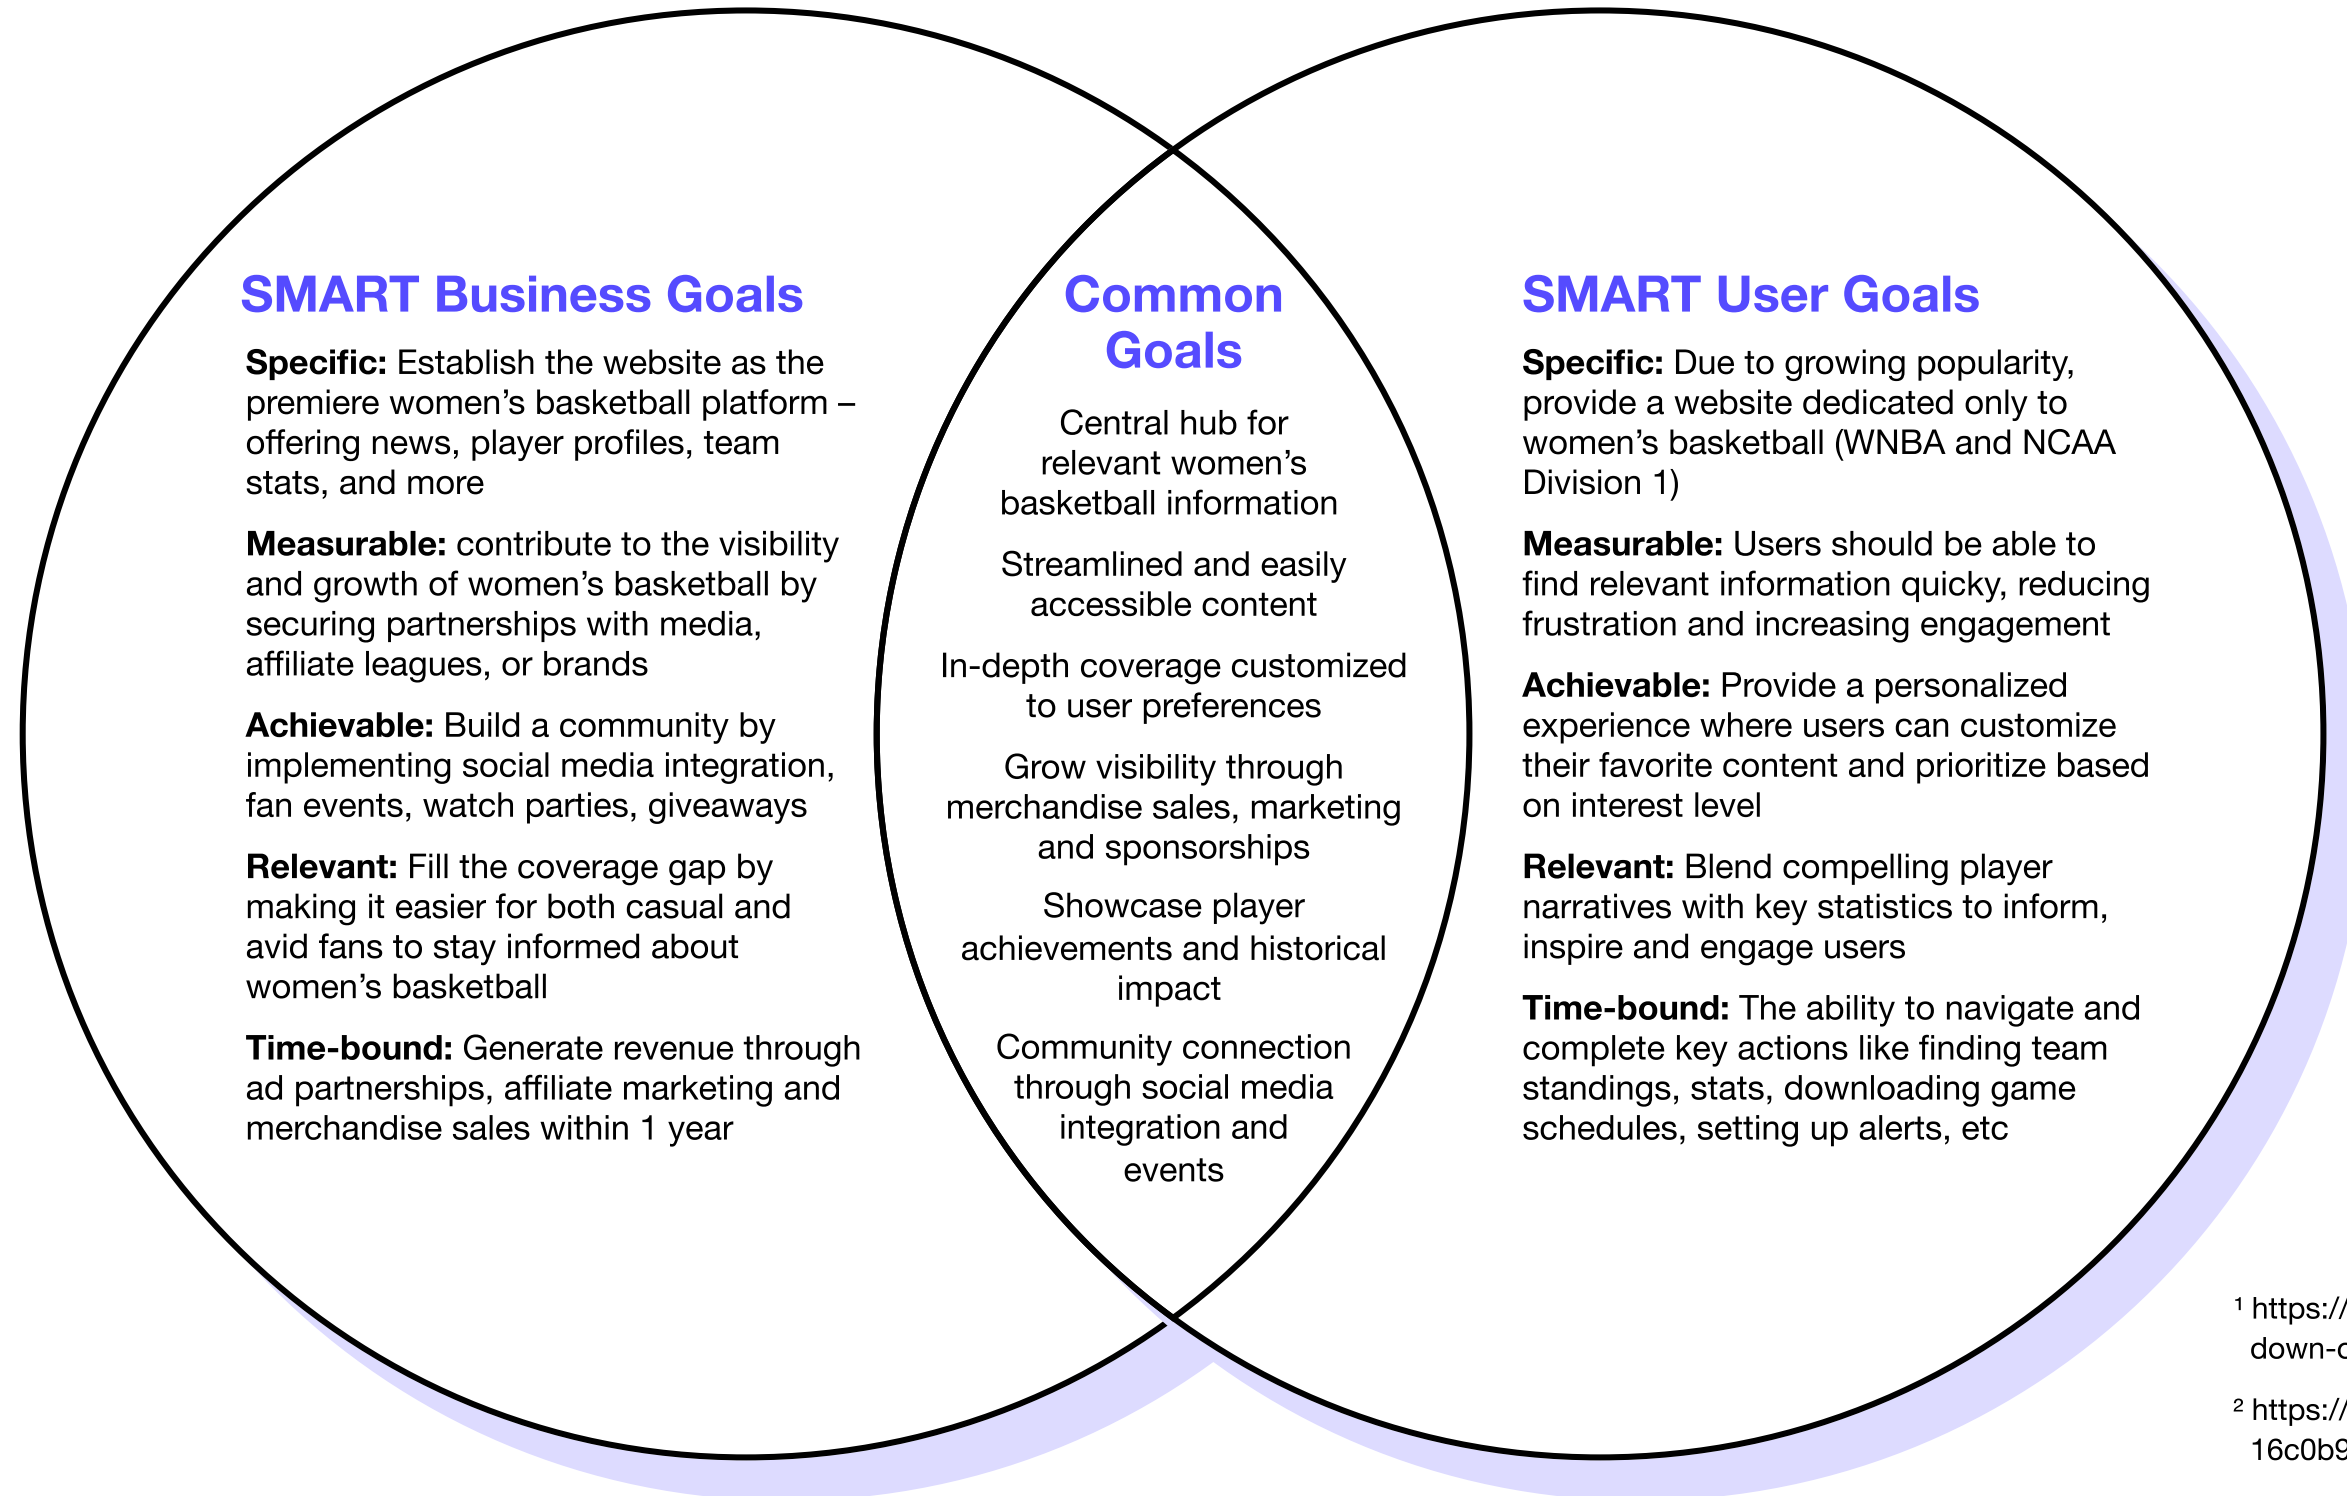 SMART Business Goals
Specific: Establish the website as the
premiere women’s basketball platform –
offering news, player profiles, team
stats, and more
Measurable: contribute to the visibility
and growth of women’s basketball by
securing partnerships with media,
affiliate leagues, or brands
Achievable: Build a community by
implementing social media integration,
fan events, watch parties, giveaways
Relevant: Fill the coverage gap by
making it easier for both casual and
avid fans to stay informed about
women’s basketball
Time-bound: Generate revenue through
ad partnerships, affiliate marketing and
merchandise sales within 1 year
Common
Goals
Central hub for
relevant women’s
basketball information
Streamlined and easily
accessible content
In-depth coverage customized
to user preferences
Grow visibility through
merchandise sales, marketing
and sponsorships
Showcase player
achievements and historical
impact
Community connection
through social media
integration and
events
SMART User Goals
Specific: Due to growing popularity,
provide a website dedicated only to
women’s basketball (WNBA and NCAA
Division 1)
Measurable: Users should be able to
find relevant information quicky, reducing
frustration and increasing engagement
Achievable: Provide a personalized
experience where users can customize
their favorite content and prioritize based
on interest level
Relevant: Blend compelling player
narratives with key statistics to inform,
inspire and engage users
Time-bound: The ability to navigate and
complete key actions like finding team
standings, stats, downloading game
schedules, setting up alerts, etc
¹ https://
down-
² https://
16c0b9